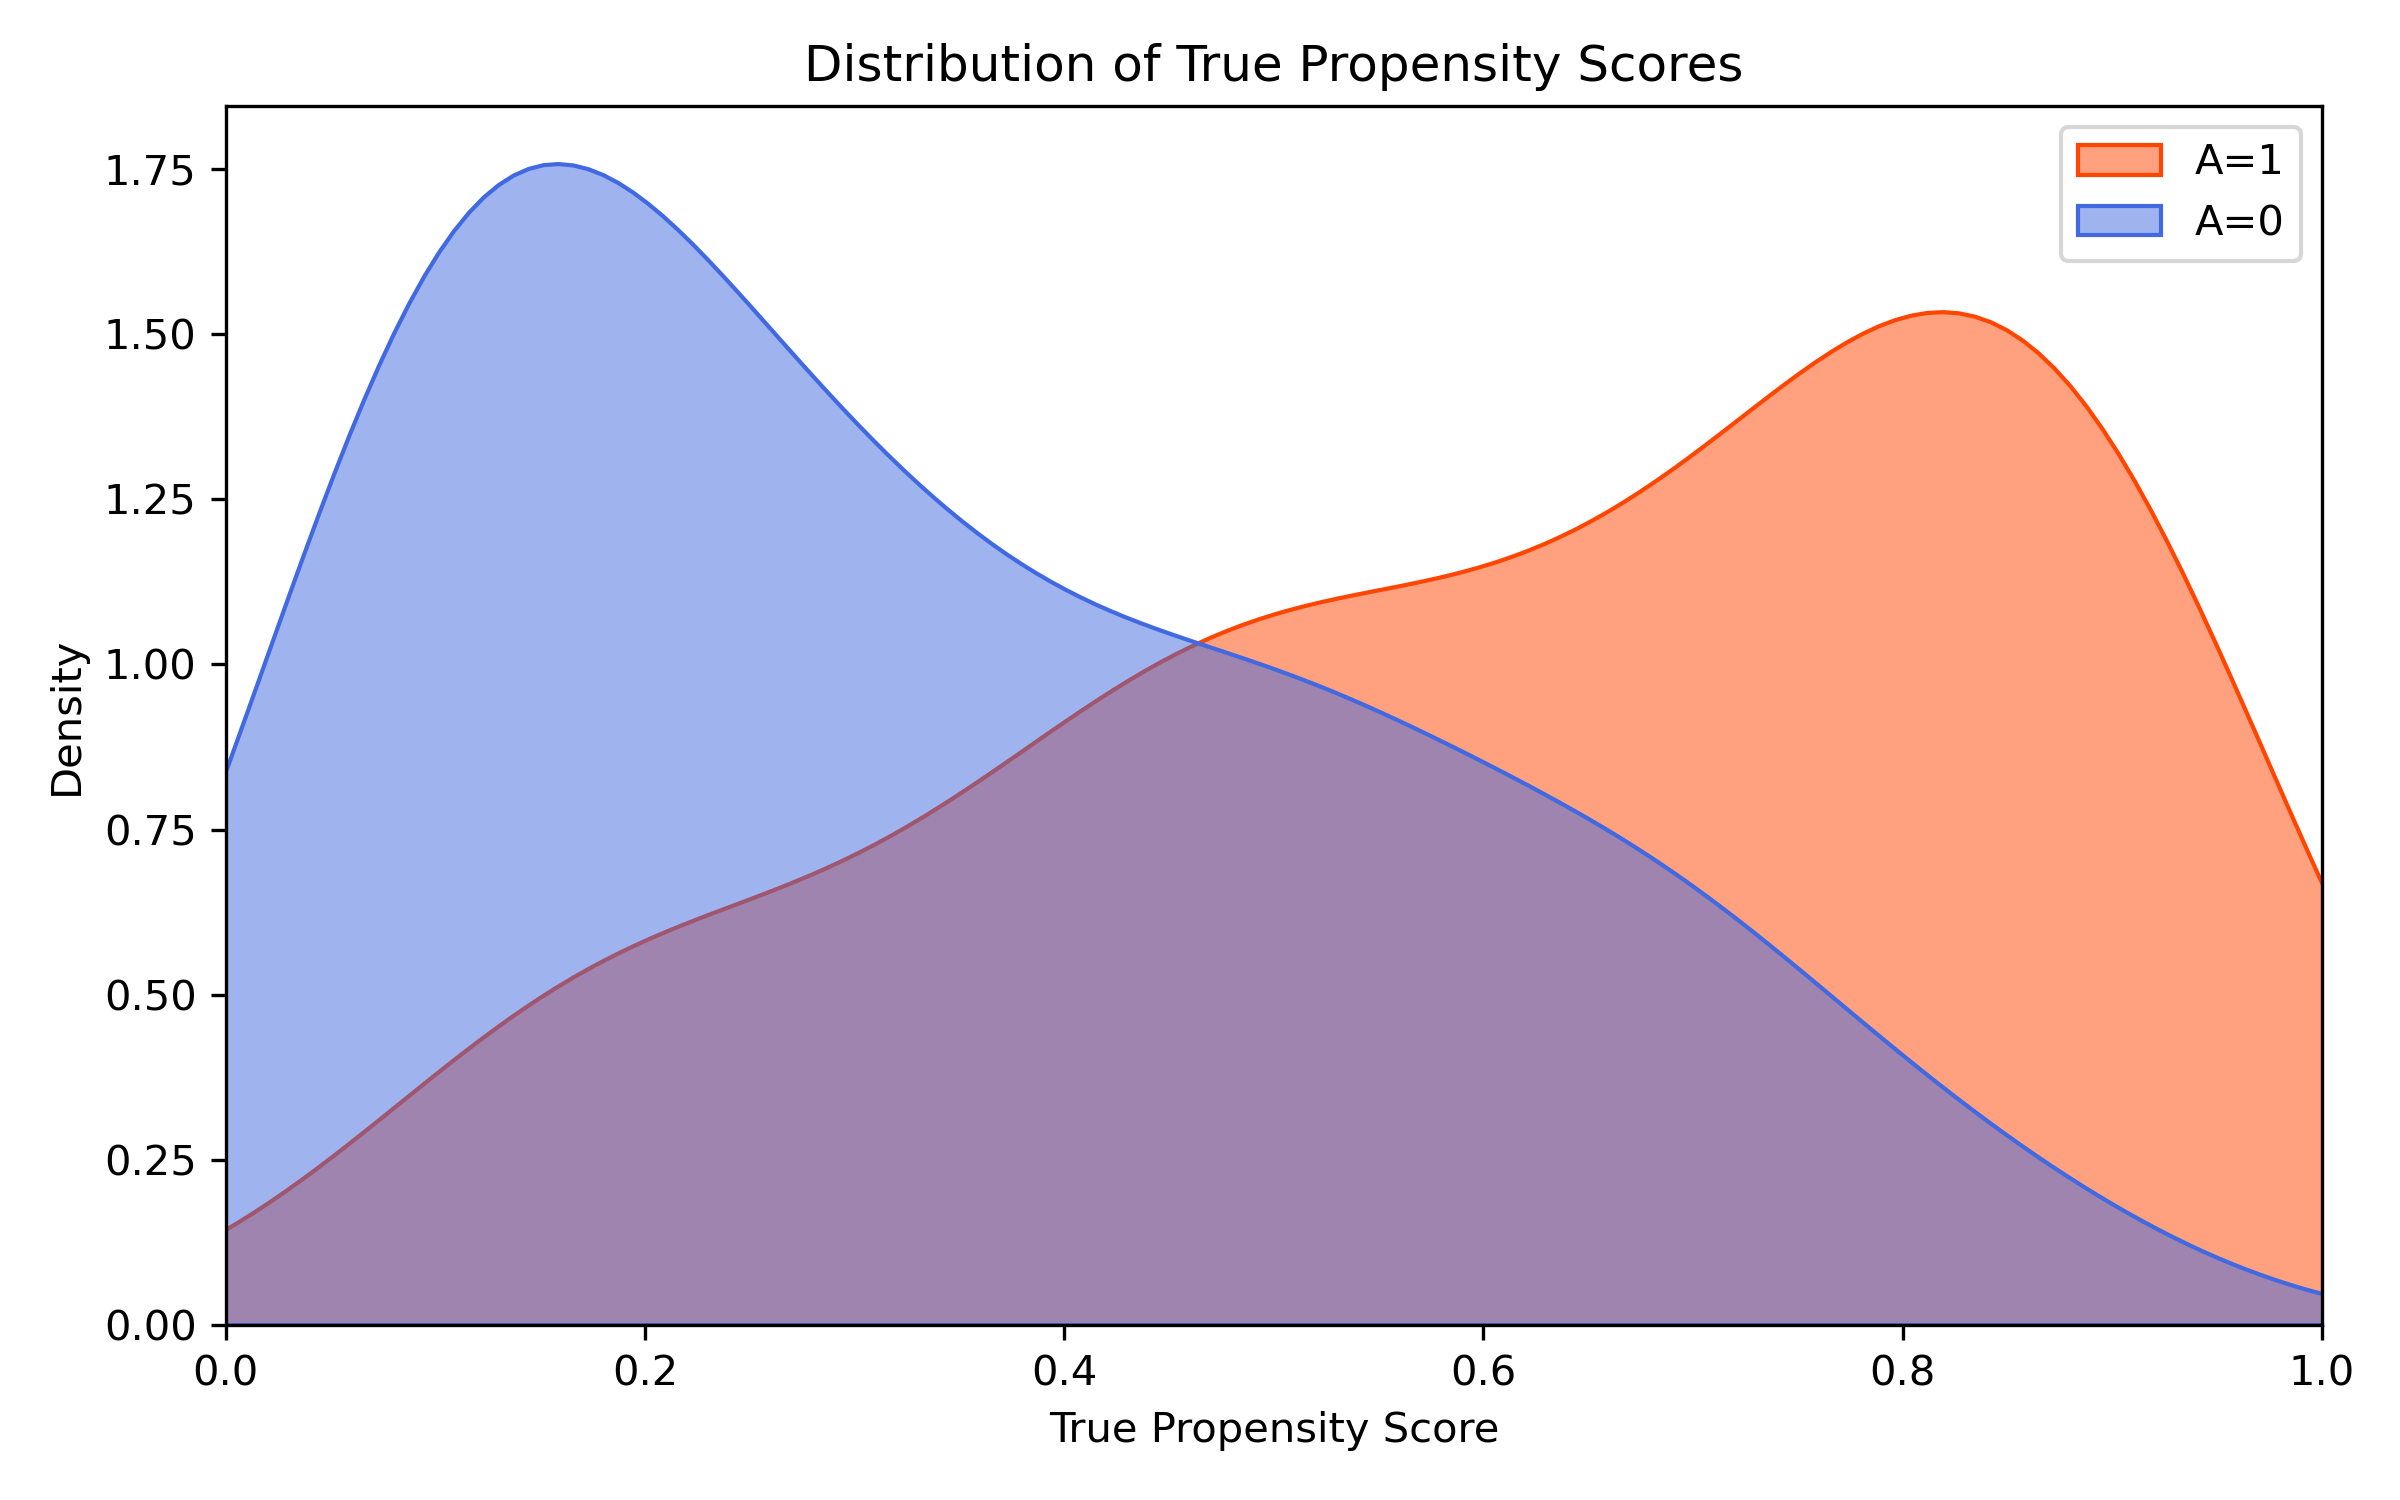 Distribution of True Propensity Scores
A=1
A=0
1.75
1.50
1.25
1.00
0.75
0.50
0.25
0.00
Density
0.0 0.2 0.4 0.6 0.8 1.0
True Propensity Score